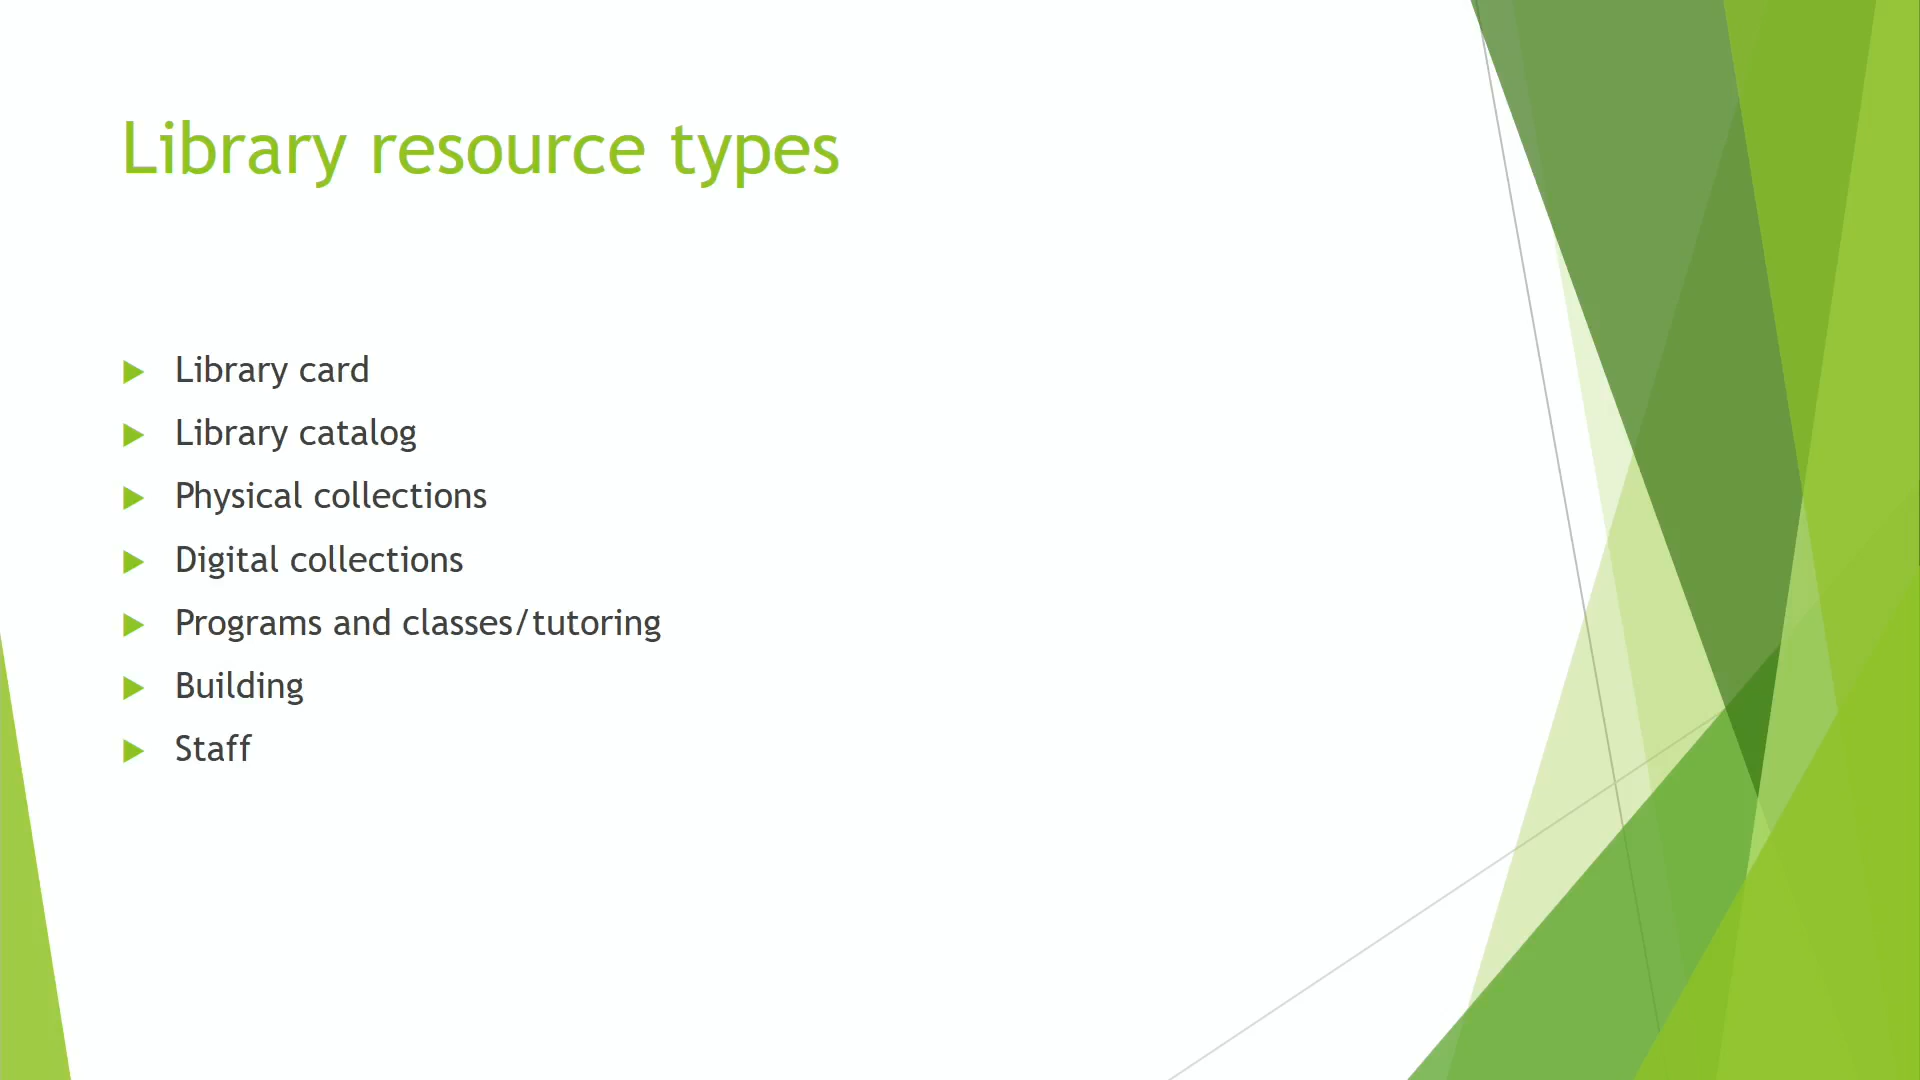 Library resource types
Library card
Library catalog
Physical collections
Digital collections
Programs and classes/tutoring
Building
Staff